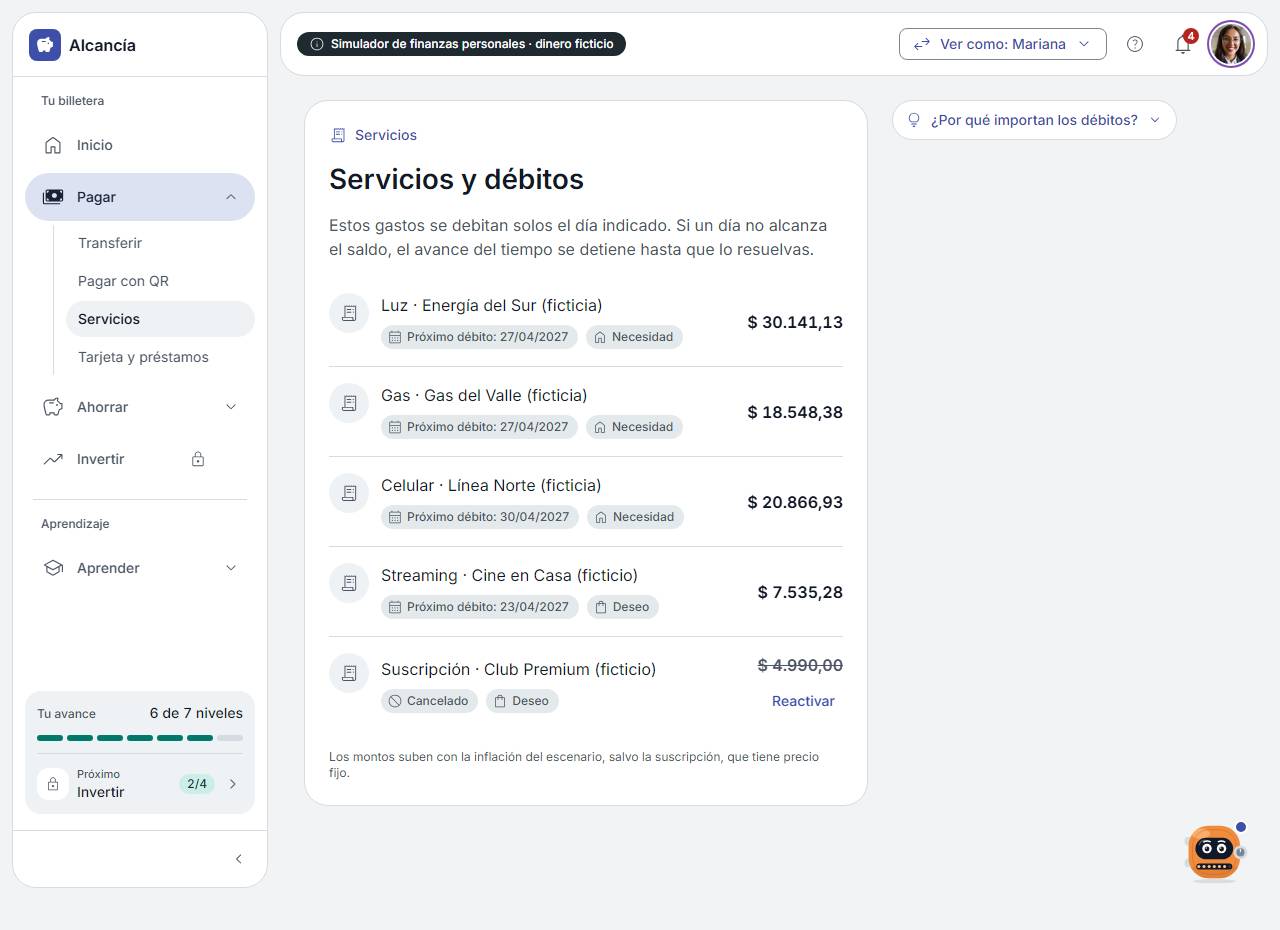 Alcancía
Simulador de finanzas personales · dinero ficticio
Ver como: Mariana
4
Tu billetera
Inicio
Pagar
Transferir
Pagar con QR
Servicios
Tarjeta y préstamos
Ahorrar
Invertir
Aprendizaje
Aprender
Tu avance
6 de 7 niveles
Próximo
Invertir
2/4
Servicios
Servicios y débitos
Estos gastos se debitan solos el día indicado. Si un día no alcanza
el saldo, el avance del tiempo se detiene hasta que lo resuelvas.
Luz · Energía del Sur (ficticia)
Próximo débito: 27/04/2027
Necesidad
$ 30.141,13
Gas · Gas del Valle (ficticia)
Próximo débito: 27/04/2027
Necesidad
$ 18.548,38
Celular · Línea Norte (ficticia)
Próximo débito: 30/04/2027
Necesidad
$ 20.866,93
Streaming · Cine en Casa (ficticio)
Próximo débito: 23/04/2027
Deseo
$ 7.535,28
Suscripción · Club Premium (ficticio)
Cancelado
Deseo
$ 4.990,00
Reactivar
Los montos suben con la inflación del escenario, salvo la suscripción, que tiene precio
fijo.
¿Por qué importan los débitos?